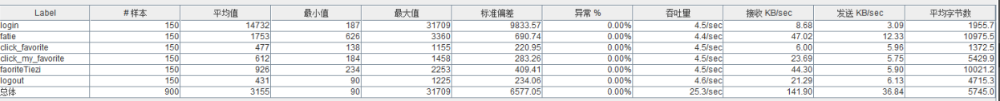 Label #样本 平均值 最小值 最大值 标准偏差 异常 % 吞吐量 接收 KB/sec 发送 KB/sec 平均字节数
login 150 14732 187 31709 9833.57 0.00% 4.5/sec 8.68 3.09 1955.7
fatie 150 1753 626 3360 690.74 0.00% 4.4/sec 47.02 12.33 10975.5
click_favorite 150 477 138 1155 220.95 0.00% 4.5/sec 6.00 5.96 1372.5
click_my_favorite 150 612 184 1458 283.26 0.00% 4.5/sec 23.69 5.75 5429.9
faoriteTiezi 150 926 234 2253 409.41 0.00% 4.5/sec 44.30 5.90 10021.2
logout 150 431 90 1225 234.06 0.00% 4.6/sec 21.29 6.13 4715.3
总体 900 3155 90 31709 6577.05 0.00% 25.3/sec 141.90 36.84 5745.0